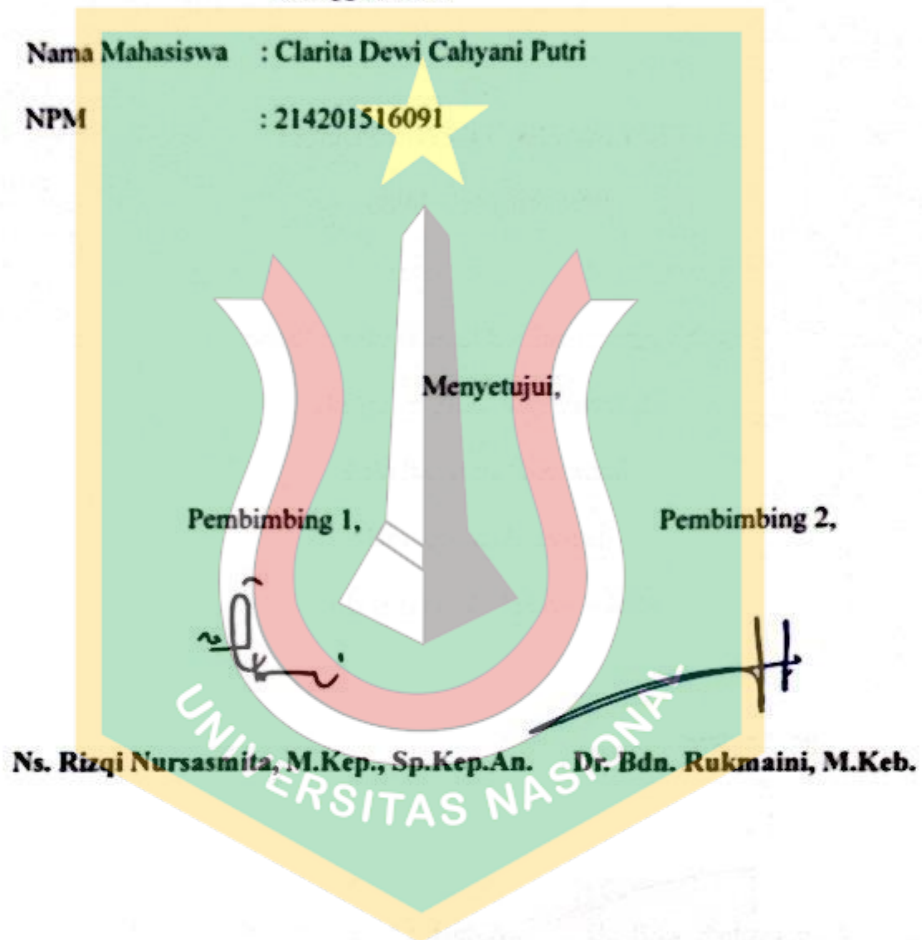 Nama Mahasiswa : Clarita Dewi Cahyani Putri
NPM : 214201516091
Menyetujui,
Pembimbing 1, Pembimbing 2,
Ns. Rizqi Nursasmita, M.Kep., Sp.Kep.An. Dr. Bdn. Rukmaini, M.Keb.
UNIVERSITAS NASIONAL